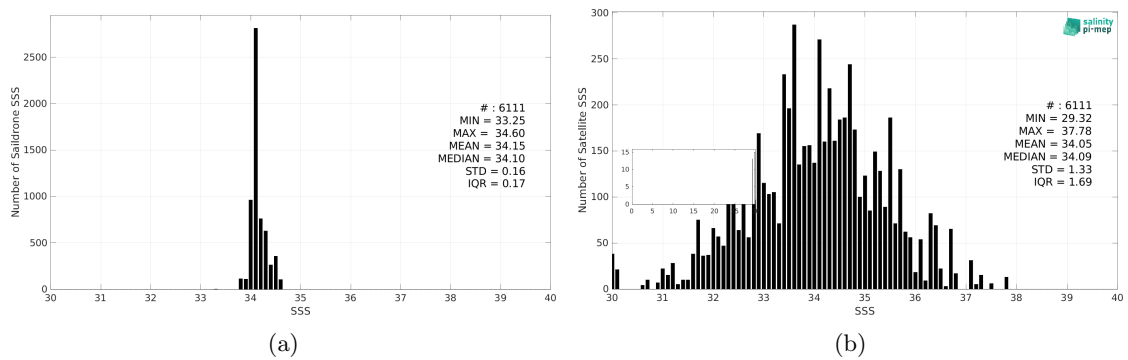 Number of Saildrone SSS
2500
2000
1500
1000
500
0
# : 6111
MIN = 33.25
MAX = 34.60
MEAN = 34.15
MEDIAN = 34.10
STD = 0.16
IQR = 0.17
30 31 32 33 34 35 36 37 38 39 40
SSS
(a)
Number of Satellite SSS
300
250
200
150
100
50
0
salinity
pi-mep
# : 6111
MIN = 29.32
MAX = 37.78
MEAN = 34.05
MEDIAN = 34.09
STD = 1.33
IQR = 1.69
15
10
5
0
0 5 10 15 20 25
30 31 32 33 34 35 36 37 38 39 40
SSS
(b)